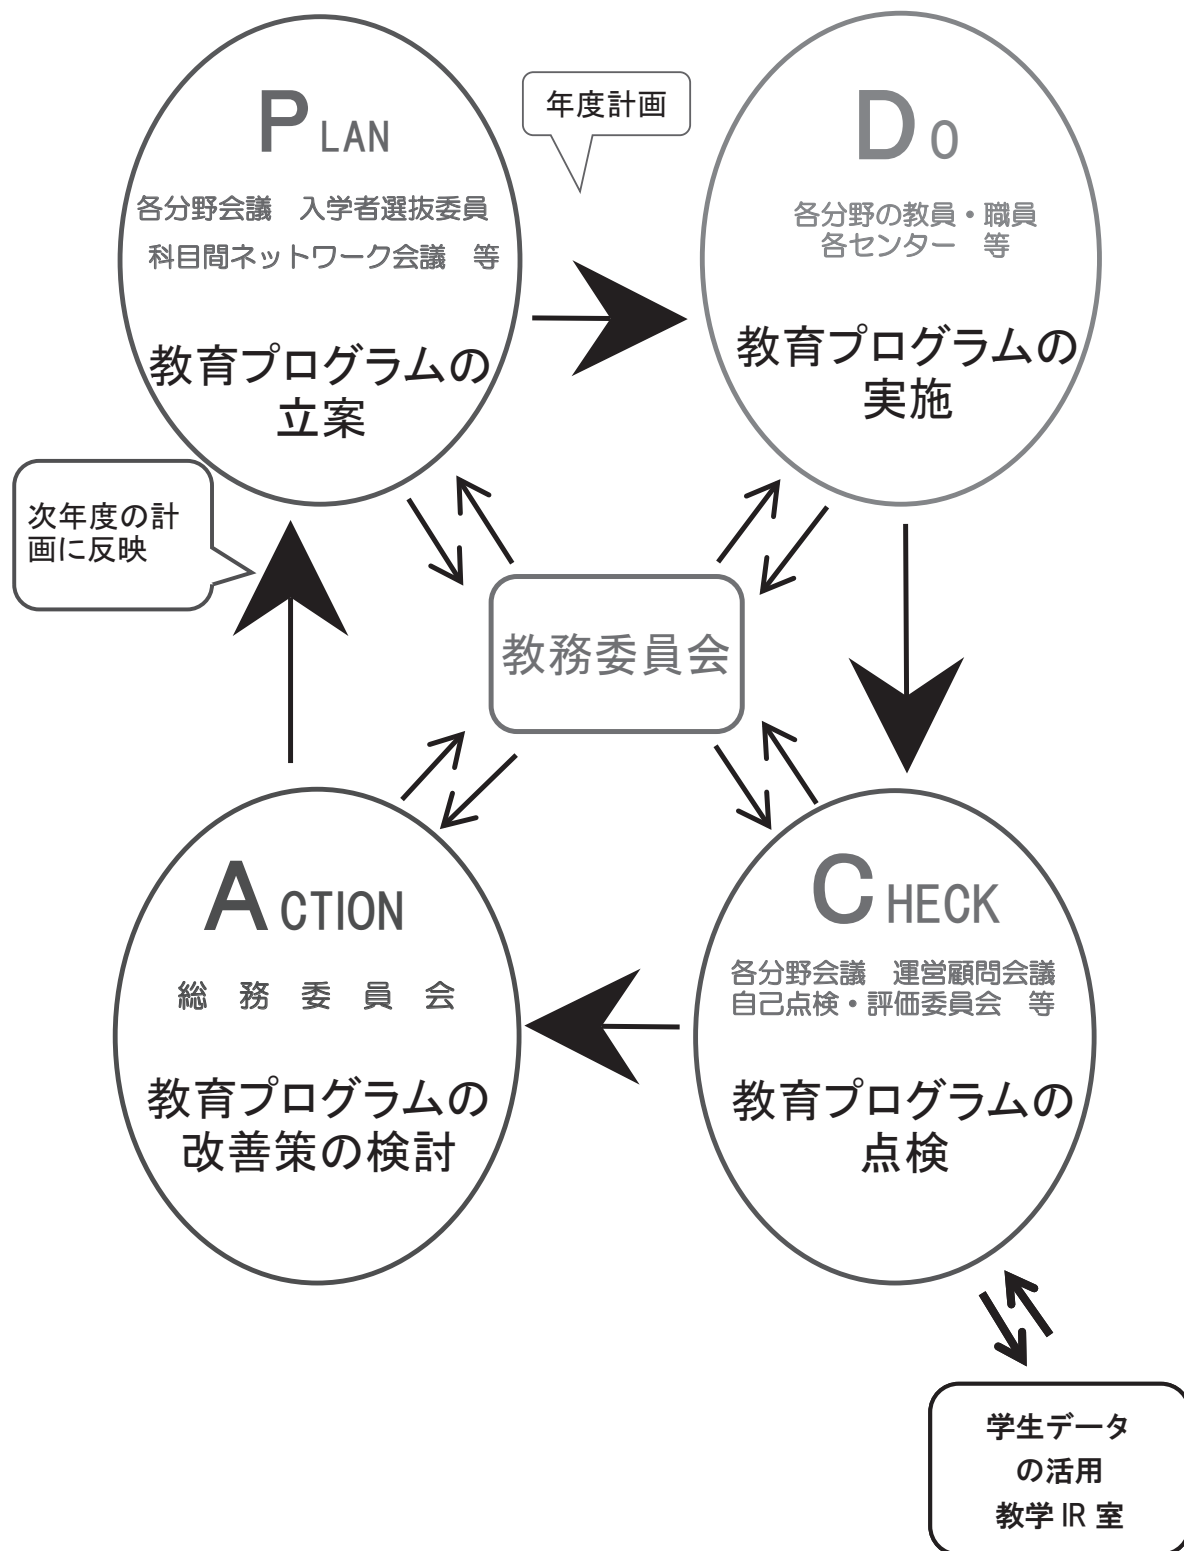 PLAN
各分野会議　入学者選抜委員
科目間ネットワーク会議　等
教育プログラムの
立案
年度計画
DO
各分野の教員・職員
各センター　等
教育プログラムの
実施
次年度の計
画に反映
教務委員会
ACTION
総　務　委　員　会
教育プログラムの
改善策の検討
CHECK
各分野会議　運営顧問会議
自己点検・評価委員会　等
教育プログラムの
点検
学生データ
の活用
教学 IR 室